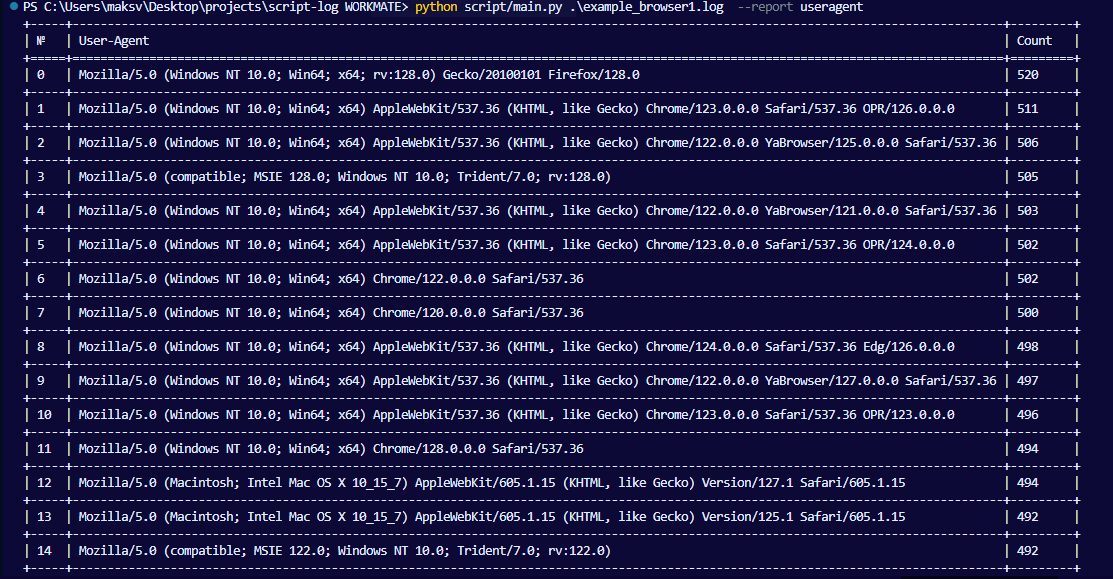 PS C:\Users\maksv\Desktop\projects\script-log WORKMATE> python script/main.py .\example_browser1.log --report useragent
| № | User-Agent | Count |
| 0 | Mozilla/5.0 (Windows NT 10.0; Win64; x64; rv:128.0) Gecko/20100101 Firefox/128.0 | 520 |
| 1 | Mozilla/5.0 (Windows NT 10.0; Win64; x64) AppleWebKit/537.36 (KHTML, like Gecko) Chrome/123.0.0.0 Safari/537.36 OPR/126.0.0.0 | 511 |
| 2 | Mozilla/5.0 (Windows NT 10.0; Win64; x64) AppleWebKit/537.36 (KHTML, like Gecko) Chrome/122.0.0.0 YaBrowser/125.0.0.0 Safari/537.36 | 506 |
| 3 | Mozilla/5.0 (compatible; MSIE 128.0; Windows NT 10.0; Trident/7.0; rv:128.0) | 505 |
| 4 | Mozilla/5.0 (Windows NT 10.0; Win64; x64) AppleWebKit/537.36 (KHTML, like Gecko) Chrome/122.0.0.0 YaBrowser/121.0.0.0 Safari/537.36 | 503 |
| 5 | Mozilla/5.0 (Windows NT 10.0; Win64; x64) AppleWebKit/537.36 (KHTML, like Gecko) Chrome/123.0.0.0 Safari/537.36 OPR/124.0.0.0 | 502 |
| 6 | Mozilla/5.0 (Windows NT 10.0; Win64; x64) Chrome/122.0.0.0 Safari/537.36 | 502 |
| 7 | Mozilla/5.0 (Windows NT 10.0; Win64; x64) Chrome/120.0.0.0 Safari/537.36 | 500 |
| 8 | Mozilla/5.0 (Windows NT 10.0; Win64; x64) AppleWebKit/537.36 (KHTML, like Gecko) Chrome/124.0.0.0 Safari/537.36 Edg/126.0.0.0 | 498 |
| 9 | Mozilla/5.0 (Windows NT 10.0; Win64; x64) AppleWebKit/537.36 (KHTML, like Gecko) Chrome/122.0.0.0 YaBrowser/127.0.0.0 Safari/537.36 | 497 |
| 10 | Mozilla/5.0 (Windows NT 10.0; Win64; x64) AppleWebKit/537.36 (KHTML, like Gecko) Chrome/123.0.0.0 Safari/537.36 OPR/123.0.0.0 | 496 |
| 11 | Mozilla/5.0 (Windows NT 10.0; Win64; x64) Chrome/128.0.0.0 Safari/537.36 | 494 |
| 12 | Mozilla/5.0 (Macintosh; Intel Mac OS X 10_15_7) AppleWebKit/605.1.15 (KHTML, like Gecko) Version/127.1 Safari/605.1.15 | 494 |
| 13 | Mozilla/5.0 (Macintosh; Intel Mac OS X 10_15_7) AppleWebKit/605.1.15 (KHTML, like Gecko) Version/125.1 Safari/605.1.15 | 492 |
| 14 | Mozilla/5.0 (compatible; MSIE 122.0; Windows NT 10.0; Trident/7.0; rv:122.0) | 492 |